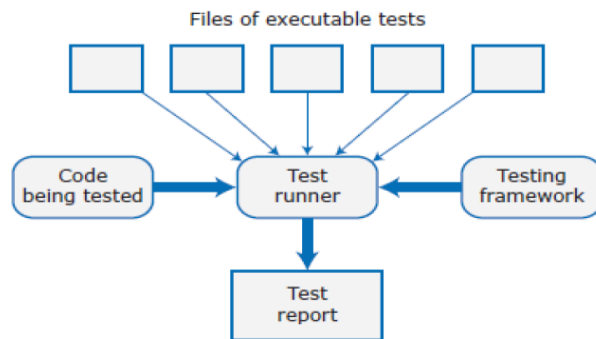 Files of executable tests
Code
being tested
Test
runner
Testing
framework
Test
report